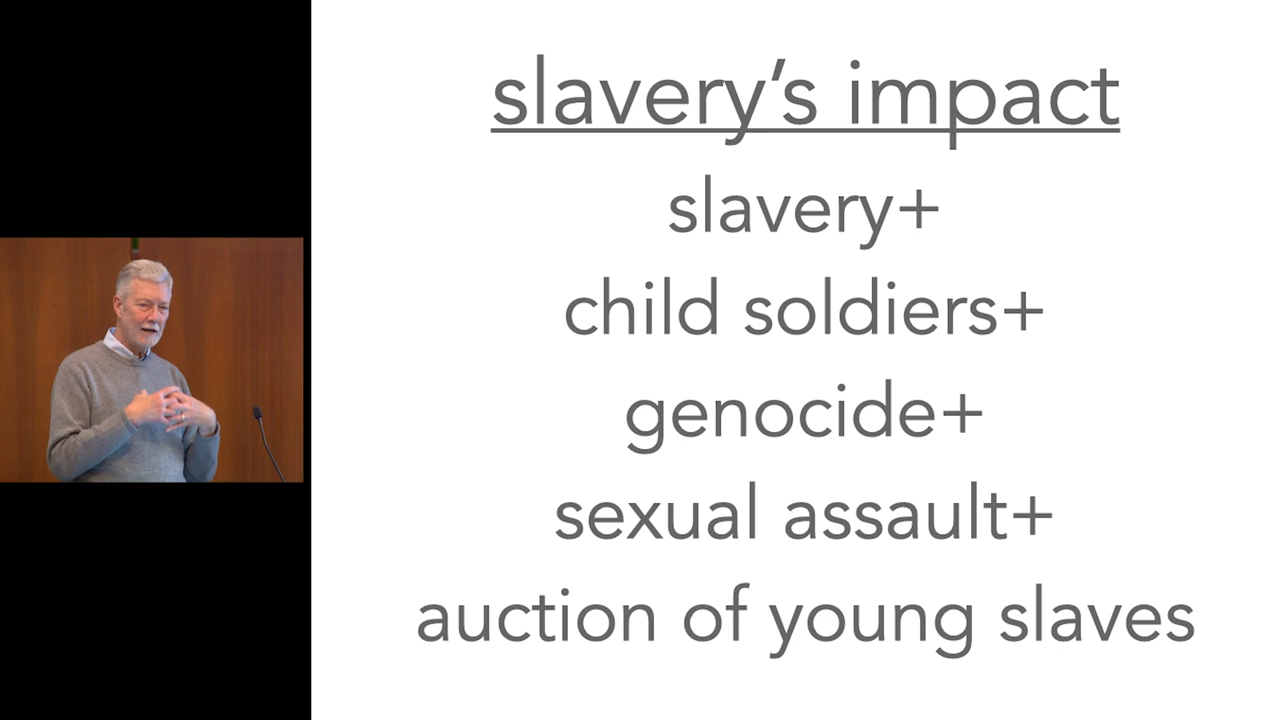 slavery’s impact
slavery+
child soldiers+
genocide+
sexual assault+
auction of young slaves